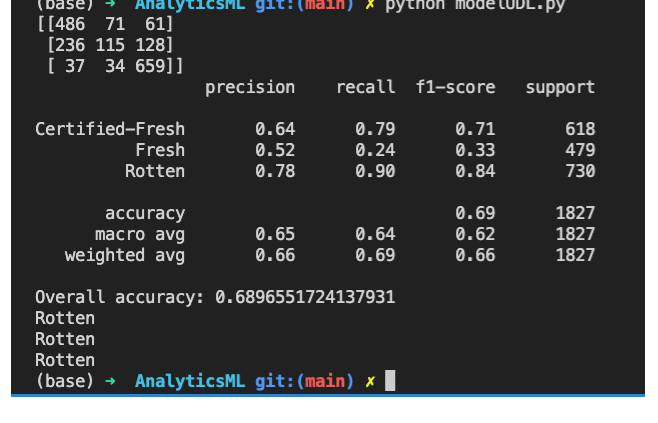 (base) → AnalyticsML git:(main) ✗ python modelUDL.py
[[486  71  61]
 [236 115 128]
 [ 37  34 659]]
                 precision    recall  f1-score   support

Certified-Fresh       0.64      0.79      0.71       618
          Fresh       0.52      0.24      0.33       479
         Rotten       0.78      0.90      0.84       730

       accuracy                           0.69      1827
      macro avg       0.65      0.64      0.62      1827
   weighted avg       0.66      0.69      0.66      1827

Overall accuracy: 0.6896551724137931
Rotten
Rotten
Rotten
(base) → AnalyticsML git:(main) ✗